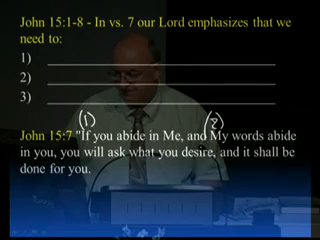 John 15:1-8 - In vs. 7 our Lord emphasizes that we
need to:
1)
2)
3)
(1) (2)
John 15:7 "If you abide in Me, and My words abide
in you, you will ask what you desire, and it shall be
done for you.